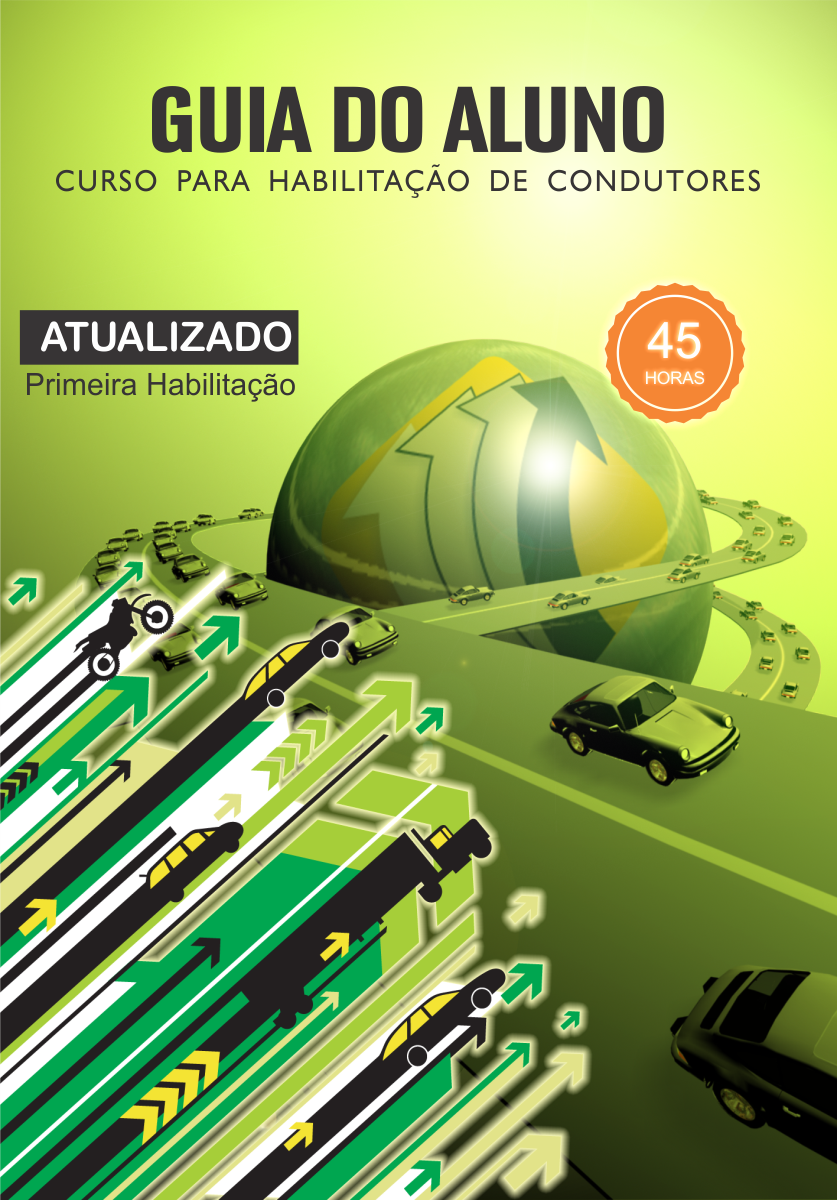 GUIA DO ALUNO
CURSO PARA HABILITAÇÃO DE CONDUTORES
ATUALIZADO
Primeira Habilitação
45
HORAS